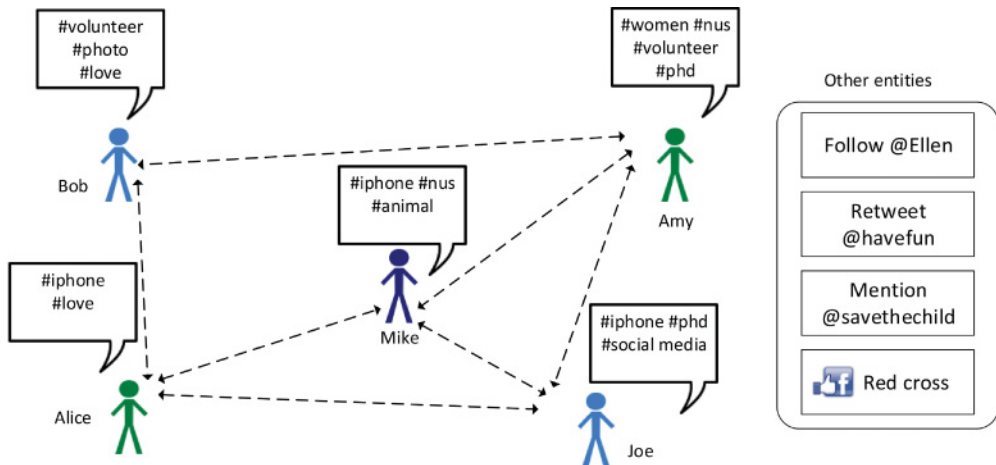 #volunteer
#photo
#love
Bob
#women #nus
#volunteer
#phd
Amy
#iphone #nus
#animal
Mike
#iphone
#love
Alice
#iphone #phd
#social media
Joe
Other entities
Follow @Ellen
Retweet
@havefun
Mention
@savethechild
f Red cross